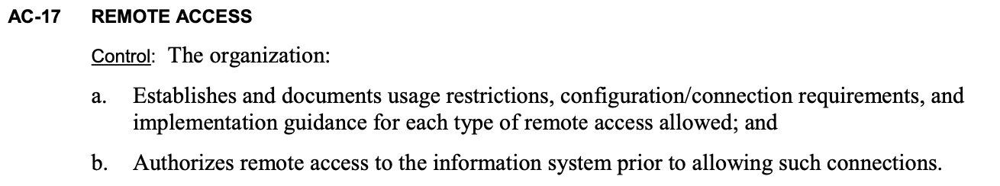 AC-17 REMOTE ACCESS
Control: The organization:
a. Establishes and documents usage restrictions, configuration/connection requirements, and
implementation guidance for each type of remote access allowed; and
b. Authorizes remote access to the information system prior to allowing such connections.